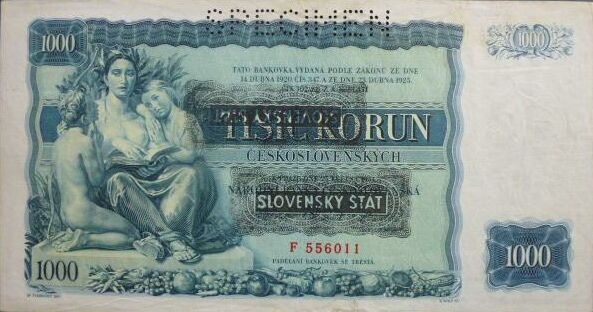 SPECIMEN
1000
1000
TATO BANKOVKA, VYDANÁ PODLE ZÁKONŮ ZE DNE
14. DUBNA 1920, ČÍS. 347. A ZE DNE 23. DUBNA 1925,
TISÍC KORUN
ČESKOSLOVENSKÝCH
SLOVENSKÝ ŠTÁT
F 556011
PADĚLÁNÍ BANKOVEK SE TRESTÁ.
1000
1000